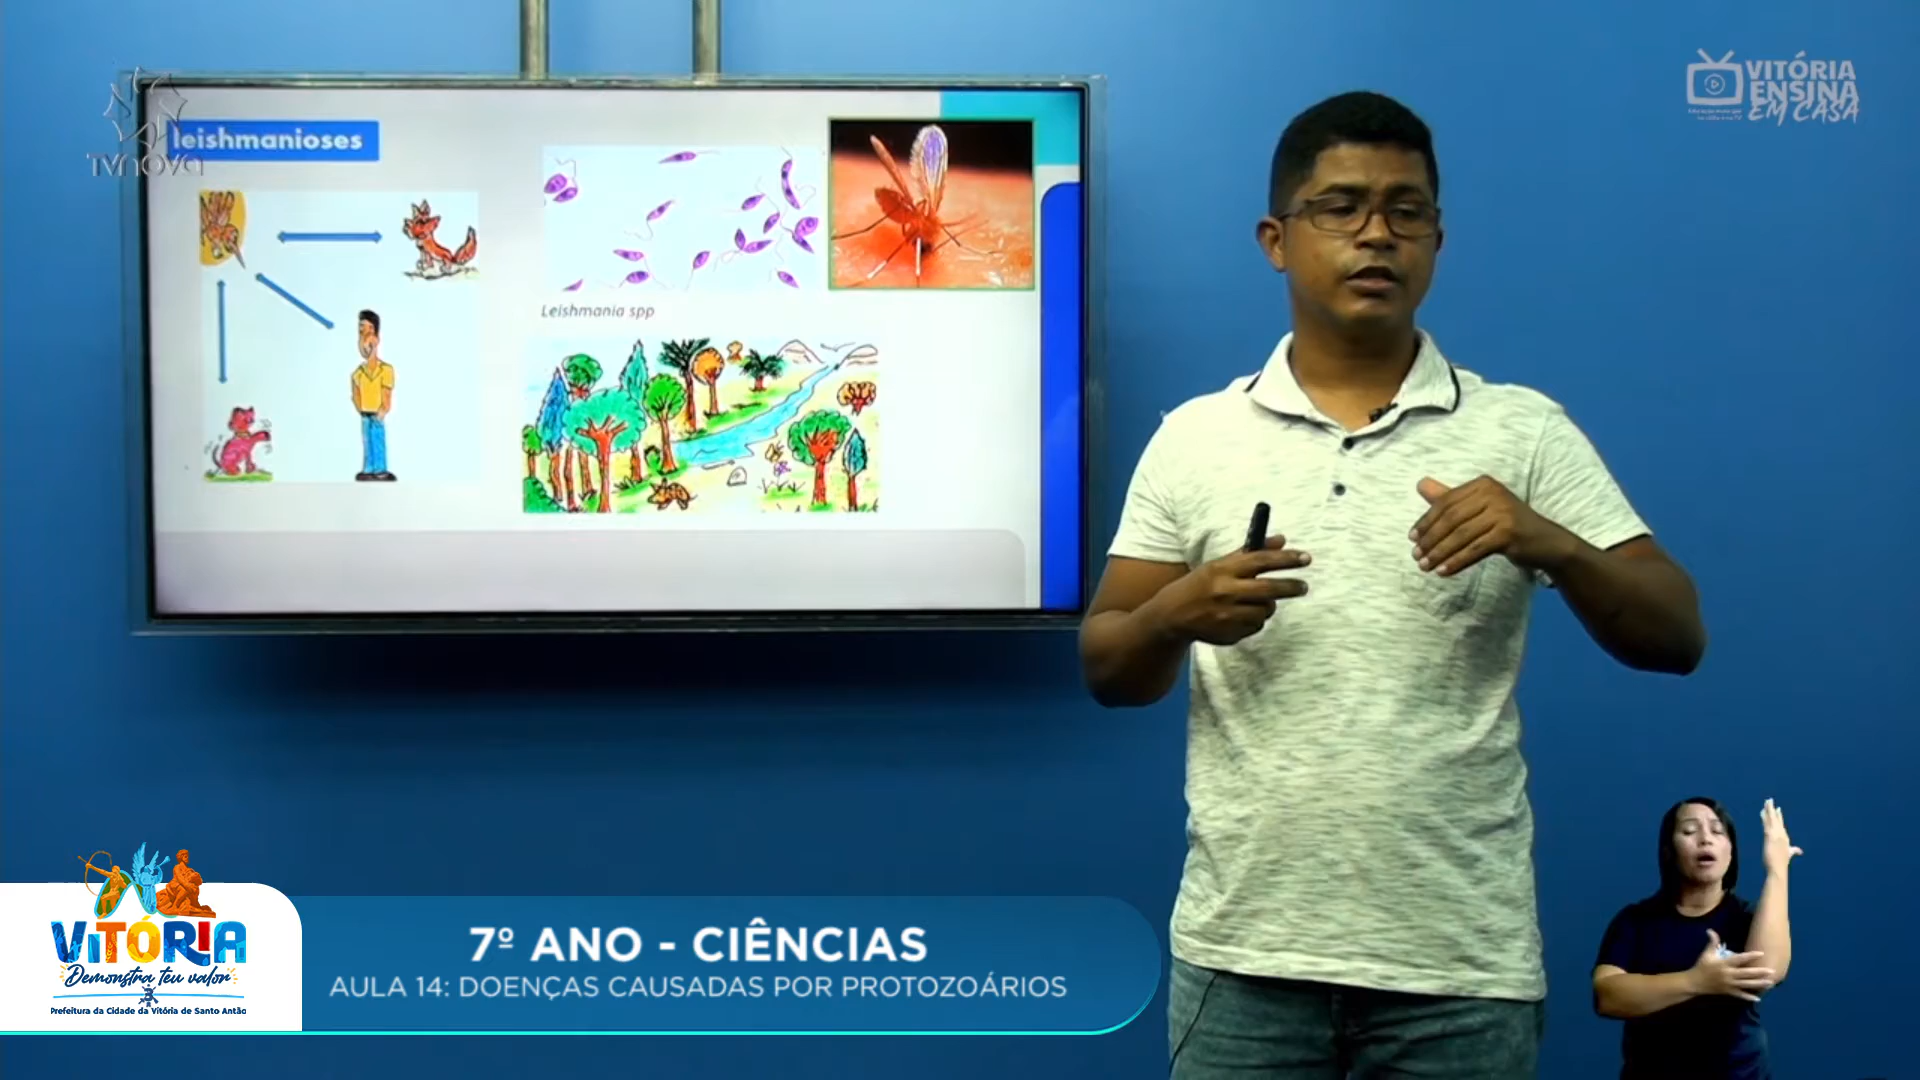 leishmanioses
TVnova
Leishmania spp
VITÓRIA
ENSINA
EM CASA
VITÓRIA
Demonstra teu valor
Prefeitura da Cidade da Vitória de Santo Antão
7º ANO - CIÊNCIAS
AULA 14: DOENÇAS CAUSADAS POR PROTOZOÁRIOS